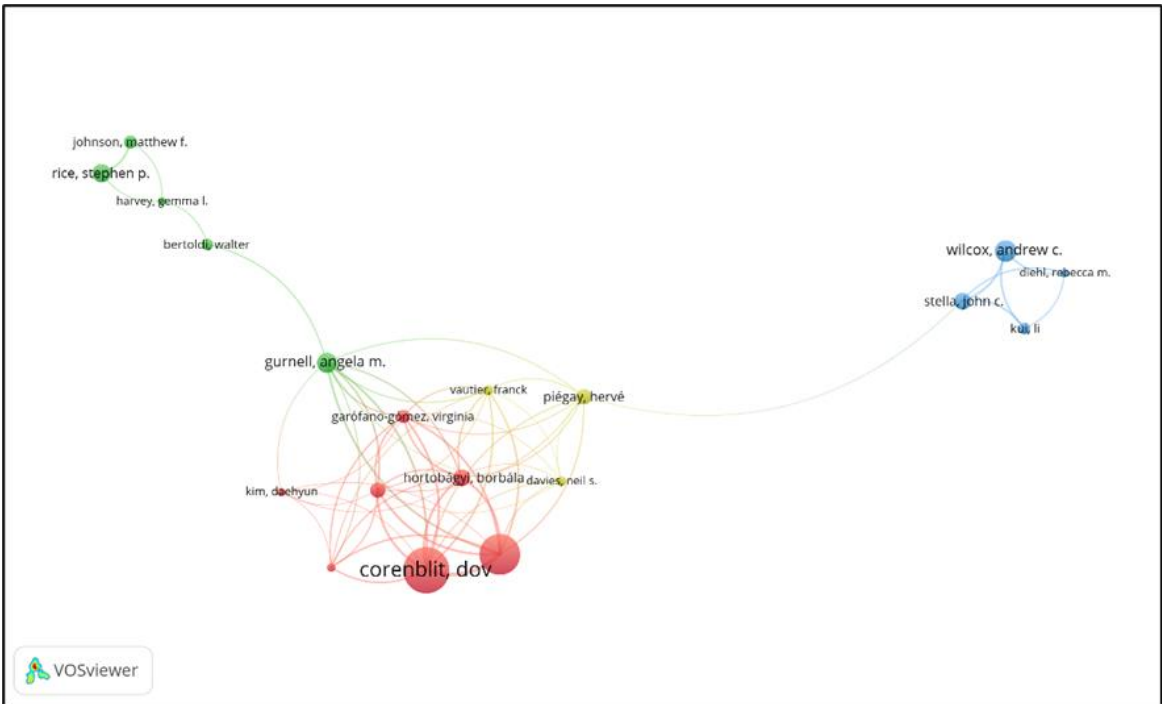 johnson, matthew f.
rice, stephen p.
harvey, gemma l.
bertoldi, walter
wilcox, andrew c.
diehl, rebecca m.
stella, john c.
kui, li
gurnell, angela m.
vautier, franck
piégay, hervé
garófano-gómez, virginia
hortobágyi, borbála
davies, neil s.
kim, daehyun
corenblit, dov
VOSviewer